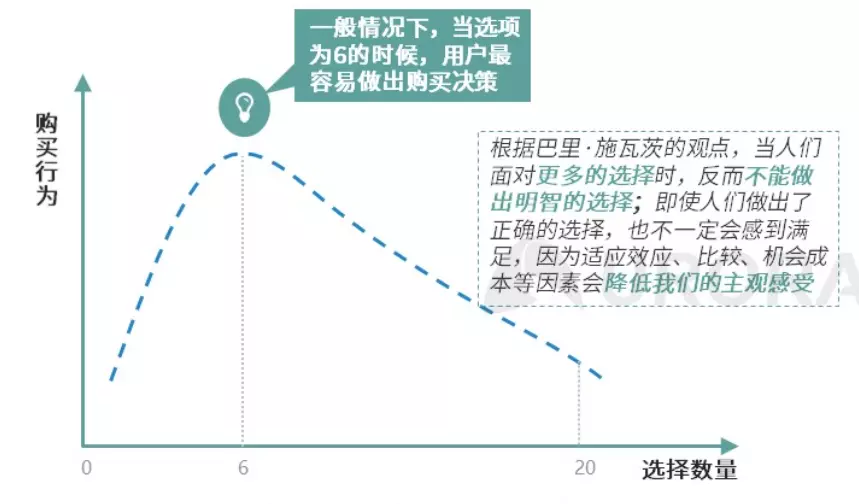 一般情况下，当选项
为6的时候，用户最
容易做出购买决策
购买行为
根据巴里·施瓦茨的观点，当人们
面对更多的选择时，反而不能做
出明智的选择；即使人们做出了
正确的选择，也不一定会感到满
足，因为适应效应、比较、机会成
本等因素会降低我们的主观感受
URORA
0
6
20
选择数量